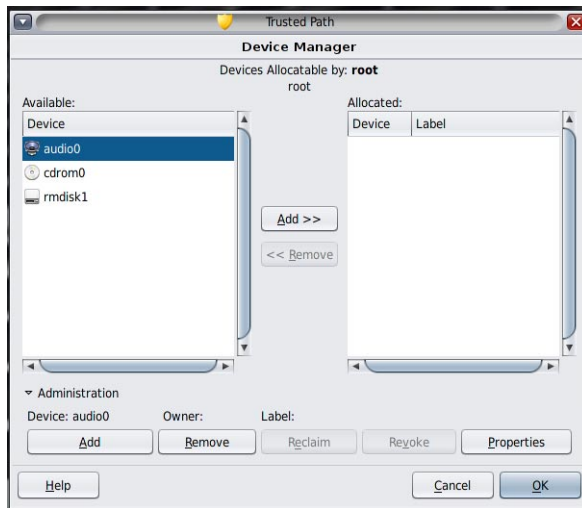 Trusted Path
Device Manager
Devices Allocatable by: root
root
Available:
Device
audio0
cdrom0
rmdisk1
Add >>
<< Remove
Allocated:
Device Label
Administration
Device: audio0 Owner: Label:
Add Remove Reclaim Revoke Properties
Help Cancel OK